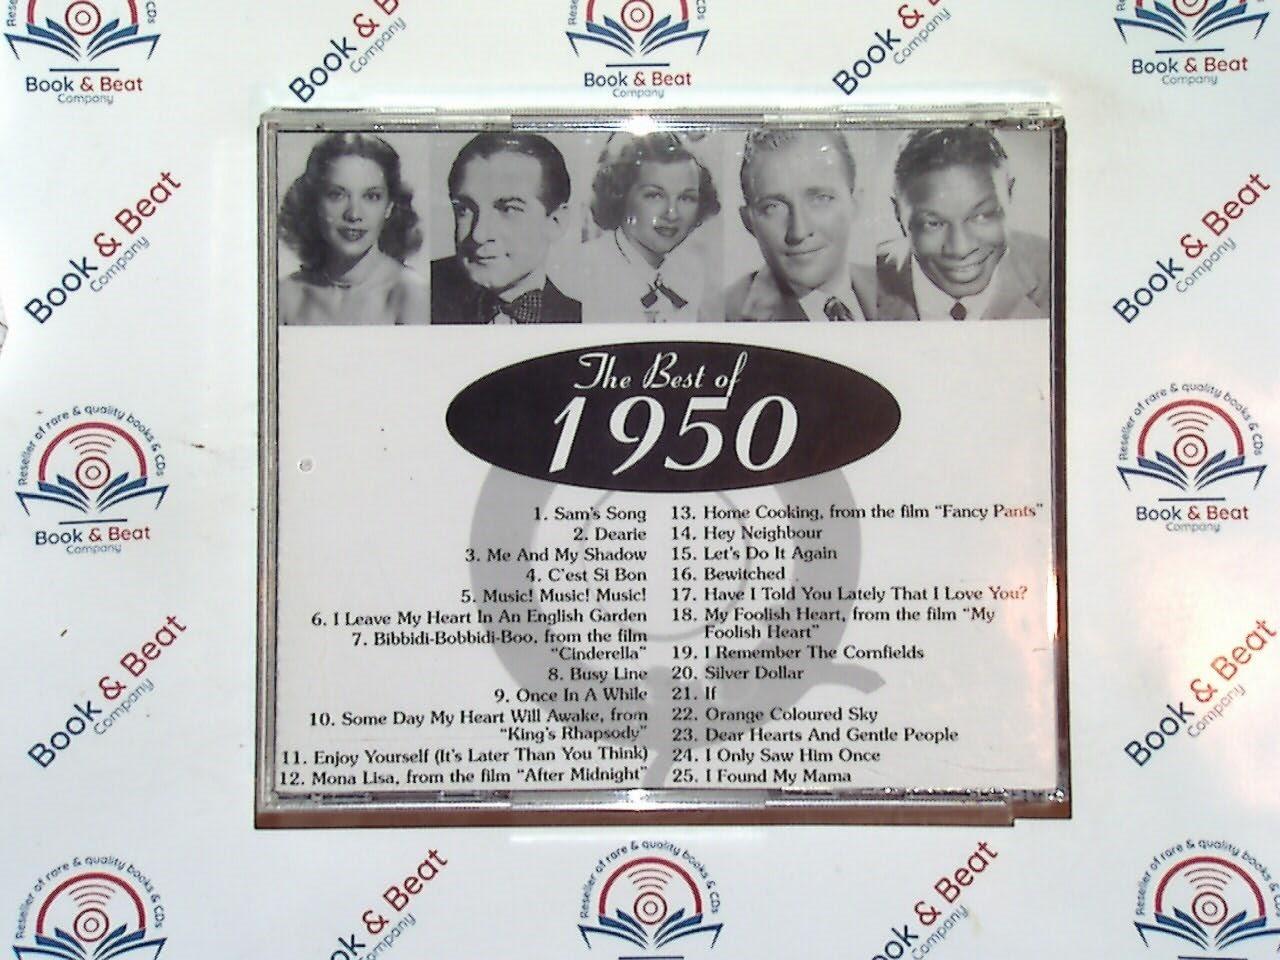 Book & Beat
Company
Book & Beat
Company
Book & Beat
Company
Book & Beat
Company
Book & Beat
Company
Book & Beat
Company
Book & Beat
Company
The Best of
1950
Reseller of rare & quality books & CDs
Book & Beat
Company
Reseller of rare & quality books & CDs
Book & Beat
Company
1. Sam's Song
2. Dearie
3. Me And My Shadow
4. C'est Si Bon
5. Music! Music! Music!
6. I Leave My Heart In An English Garden
7. Bibbidi-Bobbidi-Boo, from the film
"Cinderella"
8. Busy Line
9. Once In A While
10. Some Day My Heart Will Awake, from
"King's Rhapsody"
11. Enjoy Yourself (It's Later Than You Think)
12. Mona Lisa, from the film "After Midnight"
13. Home Cooking, from the film "Fancy Pants"
14. Hey Neighbour
15. Let's Do It Again
16. Bewitched
17. Have I Told You Lately That I Love You?
18. My Foolish Heart, from the film "My
Foolish Heart"
19. I Remember The Cornfields
20. Silver Dollar
21. If
22. Orange Coloured Sky
23. Dear Hearts And Gentle People
24. I Only Saw Him Once
25. I Found My Mama
Book & Beat
Company
Book & Beat
Company
Reseller of rare & quality books & CDs
Book & Beat
Company
Reseller of rare & quality books & CDs
Book & Beat
Company
Reseller of rare & quality books & CDs